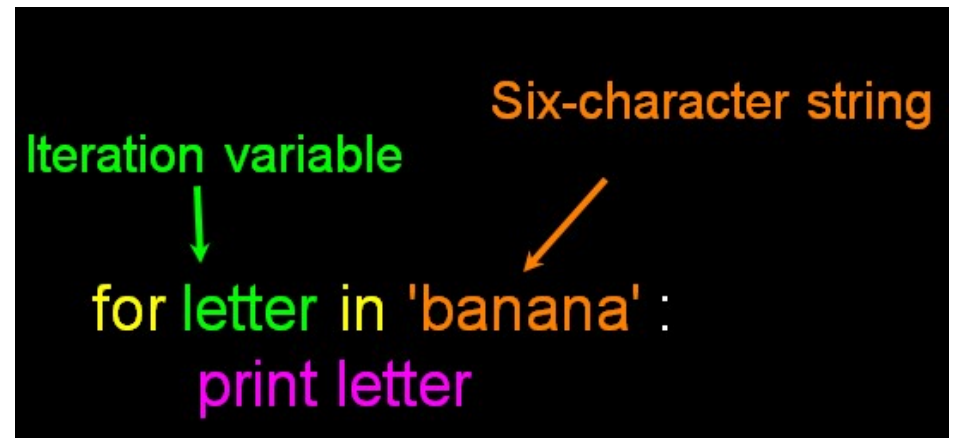 Six-character string
Iteration variable
for letter in 'banana' :
print letter